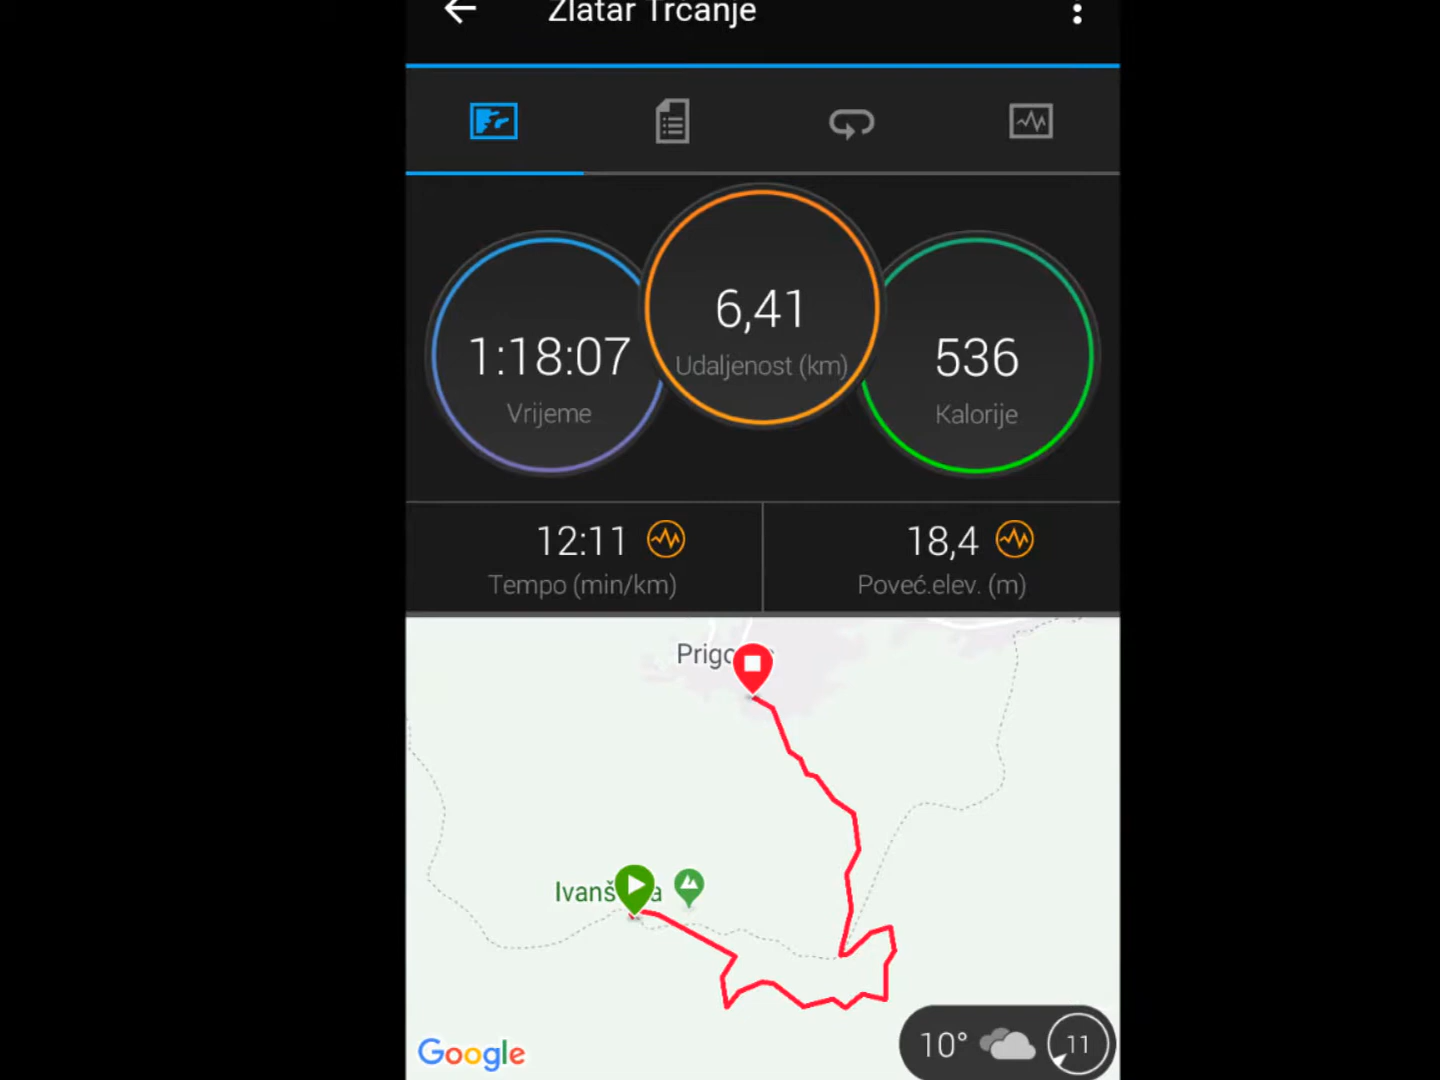 Zlatar Trčanje
6,41
Udaljenost (km)
1:18:07
Vrijeme
536
Kalorije
12:11
Tempo (min/km)
18,4
Poveć.elev. (m)
Google
10°
11